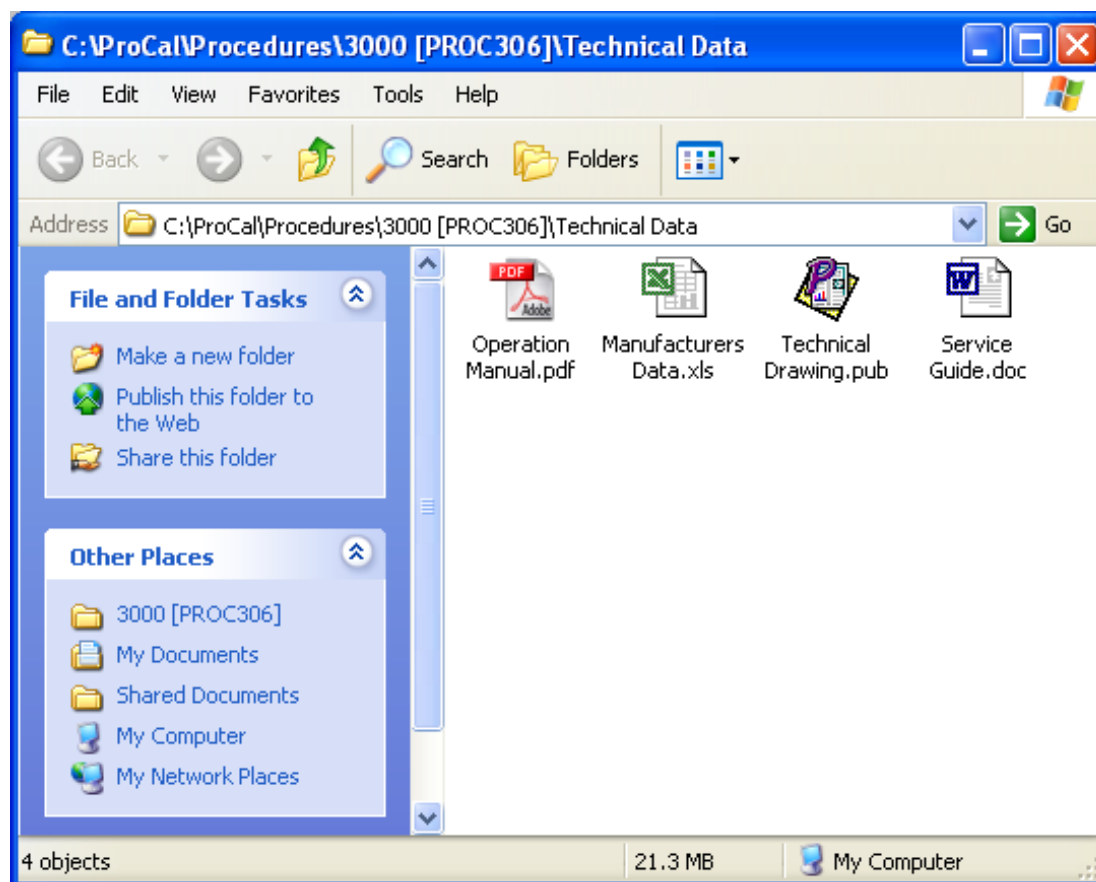 C:\ProCal\Procedures\3000 [PROC306]\Technical Data
File Edit View Favorites Tools Help
Back Search Folders
Address C:\ProCal\Procedures\3000 [PROC306]\Technical Data Go
File and Folder Tasks
Make a new folder
Publish this folder to
the Web
Share this folder
Other Places
3000 [PROC306]
My Documents
Shared Documents
My Computer
My Network Places
PDF
Adobe
Operation
Manual.pdf
Manufacturers
Data.xls
Technical
Drawing.pub
Service
Guide.doc
4 objects 21.3 MB My Computer